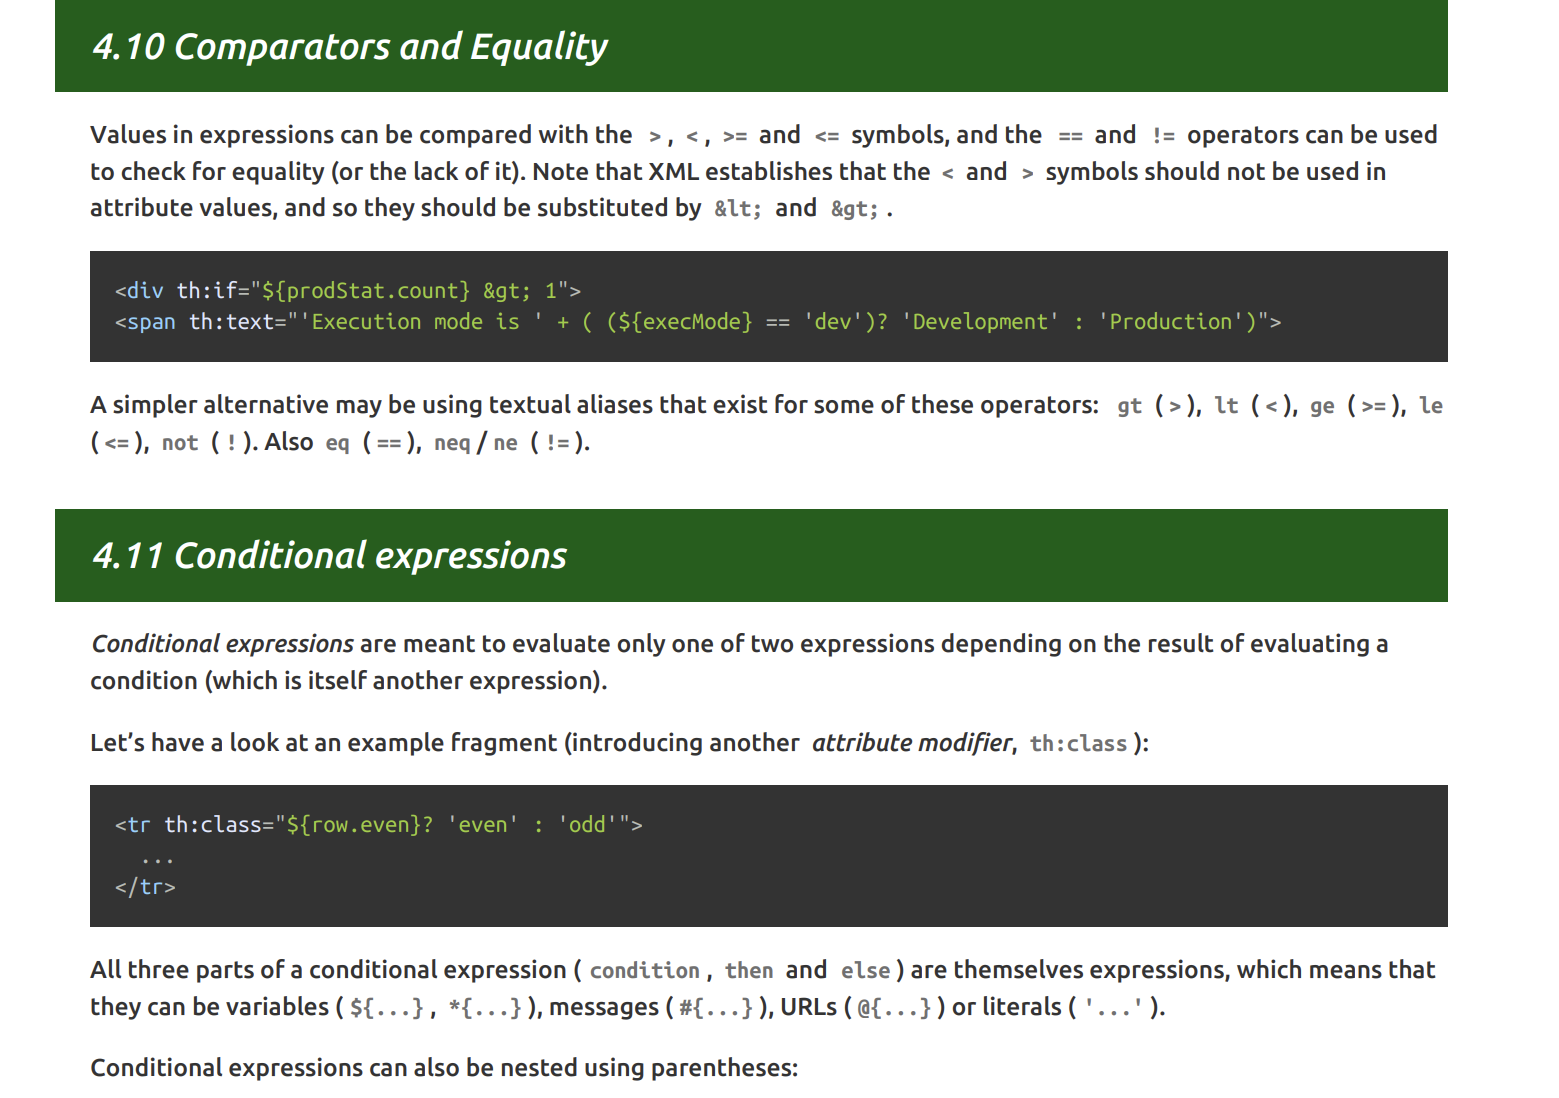 4.10 Comparators and Equality
Values in expressions can be compared with the >, <, >= and <= symbols, and the == and != operators can be used
to check for equality (or the lack of it). Note that XML establishes that the < and > symbols should not be used in
attribute values, and so they should be substituted by &lt; and &gt;.
<div th:if="${prodStat.count} &gt; 1">
<span th:text="'Execution mode is ' + ( (${execMode} == 'dev')? 'Development' : 'Production')">
A simpler alternative may be using textual aliases that exist for some of these operators: gt (>), lt (<), ge (>=), le
(<=), not (!). Also eq (==), neq/ne (!=).
4.11 Conditional expressions
Conditional expressions are meant to evaluate only one of two expressions depending on the result of evaluating a
condition (which is itself another expression).
Let’s have a look at an example fragment (introducing another attribute modifier, th:class):
<tr th:class="${row.even}? 'even' : 'odd'">
...
</tr>
All three parts of a conditional expression (condition, then and else) are themselves expressions, which means that
they can be variables (${...}, *{...}), messages (#{...}), URLs (@{...}) or literals ('...').
Conditional expressions can also be nested using parentheses: